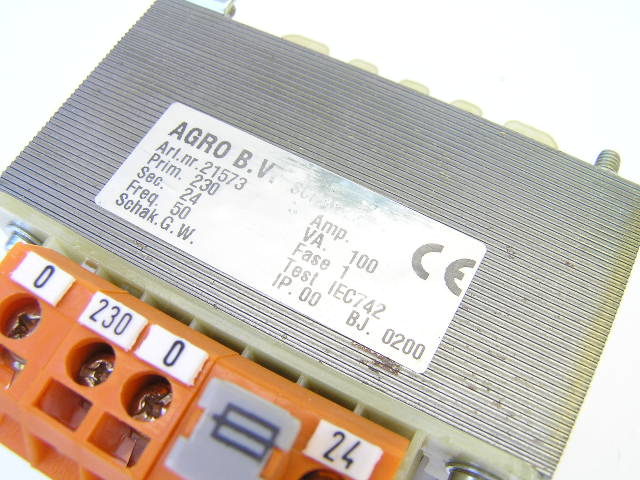 AGRO B.V.
Art.nr. 21573
Prim. 230
Sec. 24
Freq. 50
Schak.G.W.
Amp.
VA. 100
Fase 1
Test IEC742
IP. 00 BJ. 0200
CE
0
230
0
24